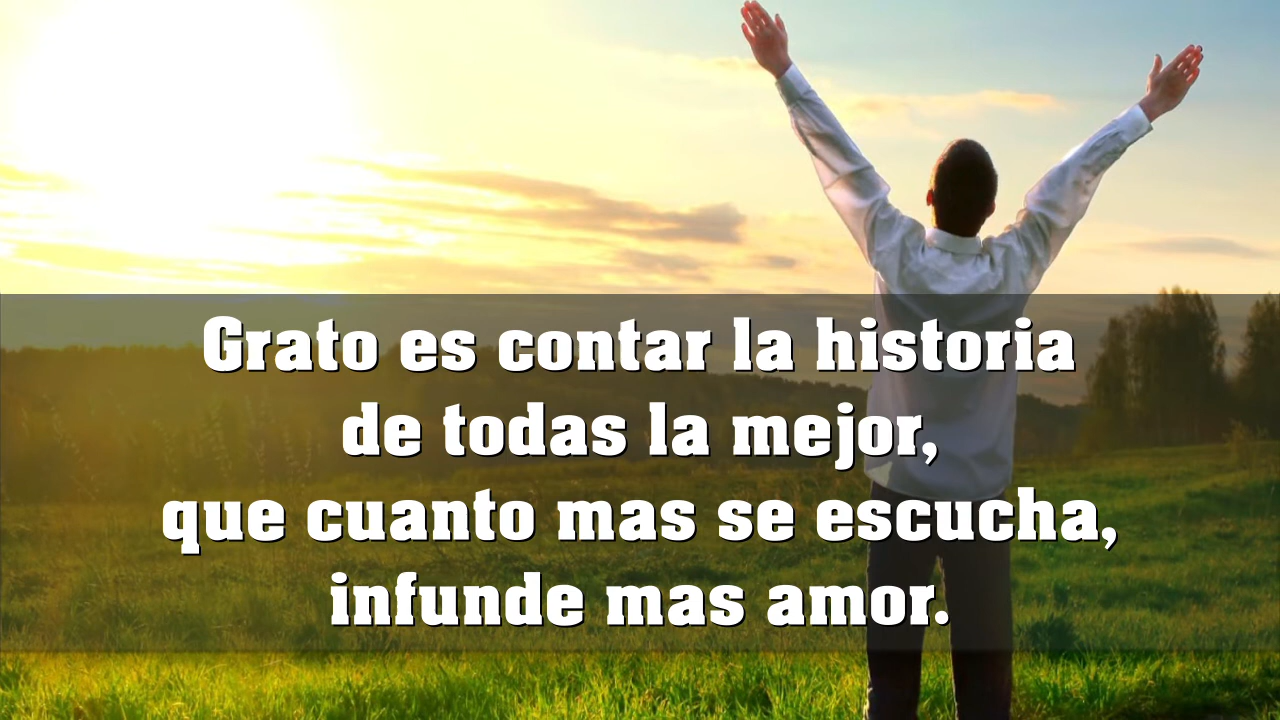 Grato es contar la historia
de todas la mejor,
que cuanto mas se escucha,
infunde mas amor.